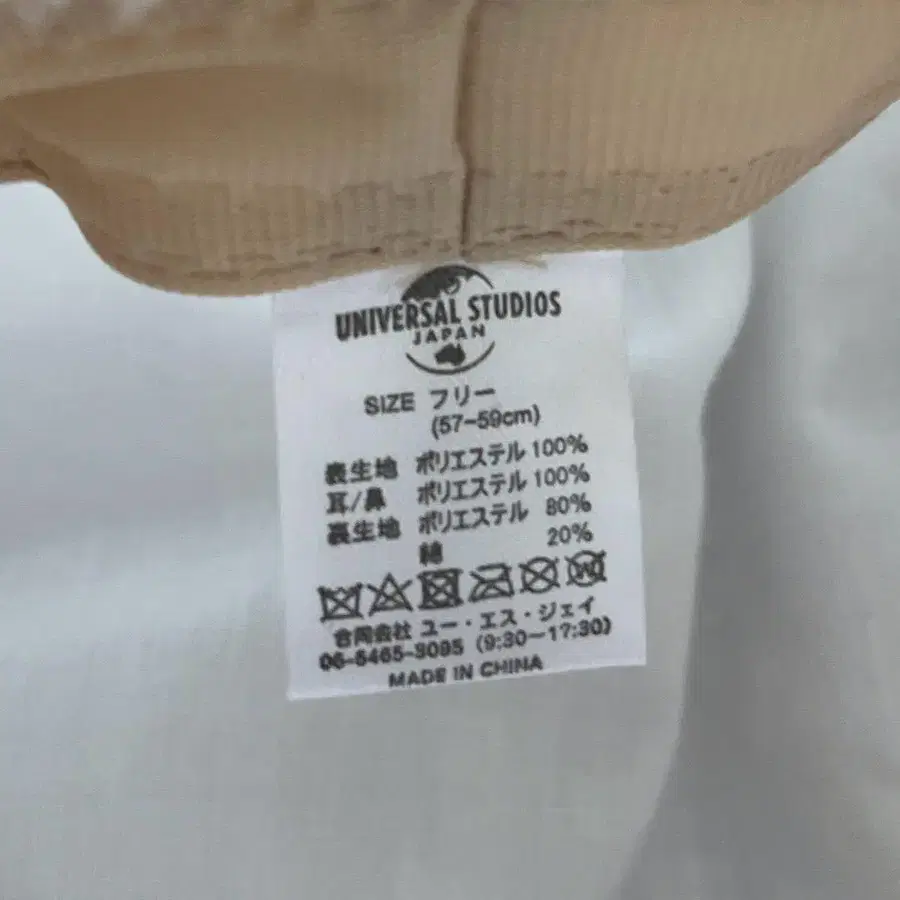 UNIVERSAL STUDIOS
JAPAN
SIZE フリー
(57-59cm)
表生地 ポリエステル 100%
耳/鼻 ポリエステル 100%
裏生地 ポリエステル 80%
綿 20%
W
合同会社 ユー・エス・ジェイ
06-5465-3095 (9:30〜17:30)
MADE IN CHINA